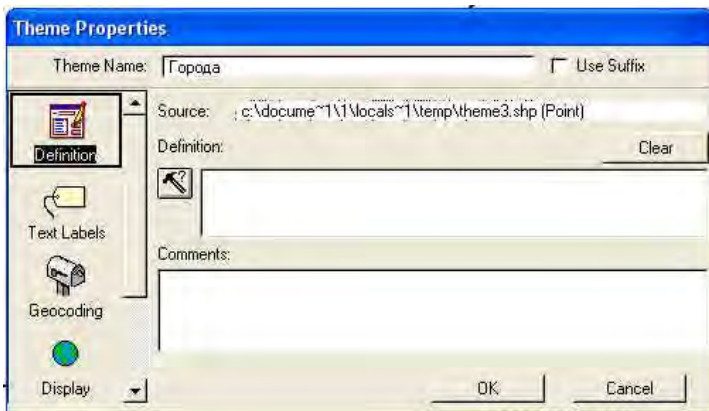 Theme Properties
Theme Name: Города Use Suffix
Source: c:\docume~1\1\locals~1\temp\theme3.shp (Point)
Definition
Definition: Clear
Text Labels
Comments:
Geocoding
Display
OK Cancel